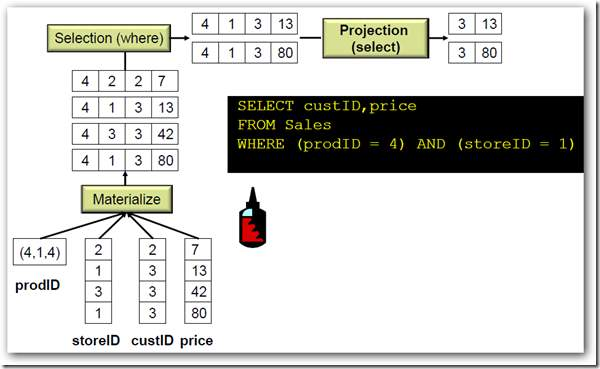 Selection (where)
4 1 3 13
4 1 3 80
Projection
(select)
3 13
3 80
4 2 2 7
4 1 3 13
4 3 3 42
4 1 3 80
SELECT custID,price
FROM Sales
WHERE (prodID = 4) AND (storeID = 1)
Materialize
(4,1,4)
prodID
2
1
3
1
storeID
2
3
3
3
custID
7
13
42
80
price